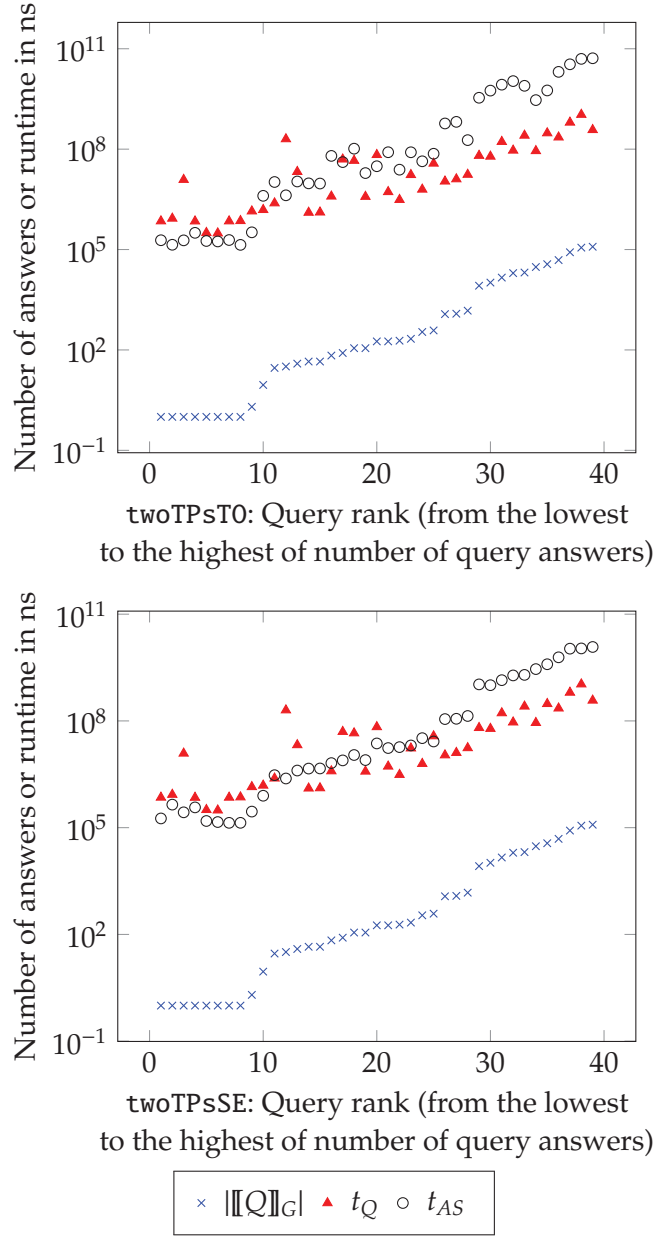 10^11
10^8
10^5
10^2
10^−1
Number of answers or runtime in ns
0 10 20 30 40
twoTPsTO: Query rank (from the lowest
to the highest of number of query answers)
10^11
10^8
10^5
10^2
10^−1
Number of answers or runtime in ns
0 10 20 30 40
twoTPsSE: Query rank (from the lowest
to the highest of number of query answers)
|⟦Q⟧_G| t_Q t_AS